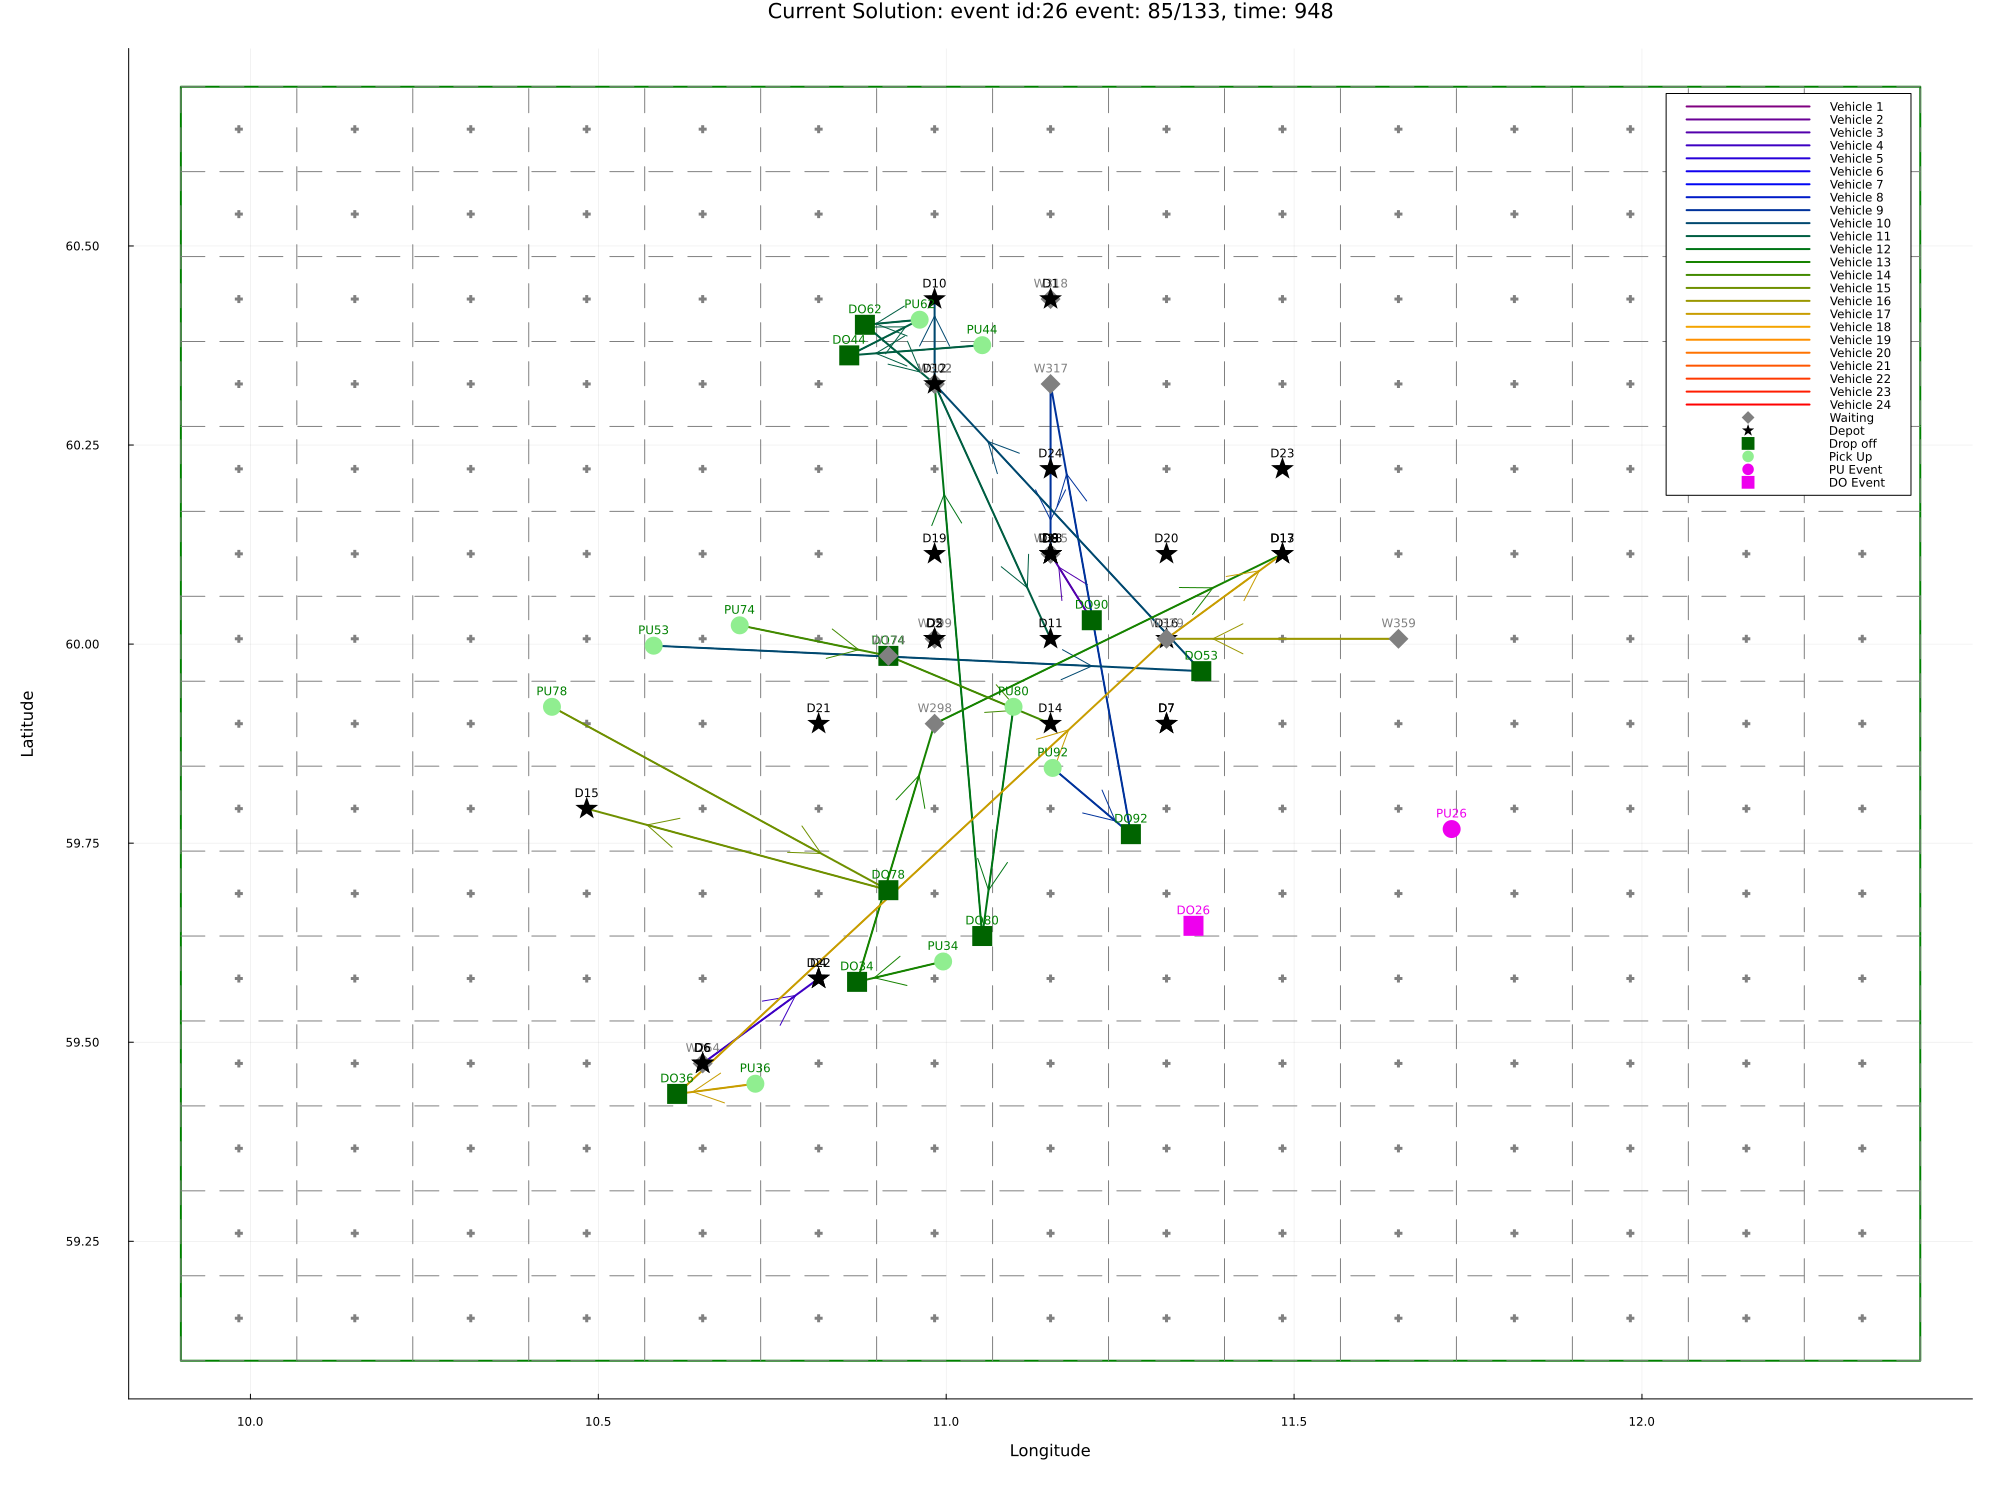 Current Solution: event id:26 event: 85/133, time: 948
Vehicle 1
Vehicle 2
Vehicle 3
Vehicle 4
Vehicle 5
Vehicle 6
Vehicle 7
Vehicle 8
Vehicle 9
Vehicle 10
Vehicle 11
Vehicle 12
Vehicle 13
Vehicle 14
Vehicle 15
Vehicle 16
Vehicle 17
Vehicle 18
Vehicle 19
Vehicle 20
Vehicle 21
Vehicle 22
Vehicle 23
Vehicle 24
Waiting
Depot
Drop off
Pick Up
PU Event
DO Event
60.50
60.25
60.00
59.75
59.50
59.25
Latitude
D10
D1
DO62
PU44
DO44
D12
W317
D24
D23
D19
D20
DO90
PU74
PU53
DO74
D11
W359
DO53
PU78
PU80
D21
W298
D14
D7
PU92
D15
DO92
PU26
DO78
DO26
DO80
PU34
DO34
D6
PU36
DO36
10.0
10.5
11.0
11.5
12.0
Longitude